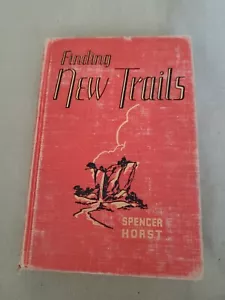 Finding
New Trails
SPENCER
HORST